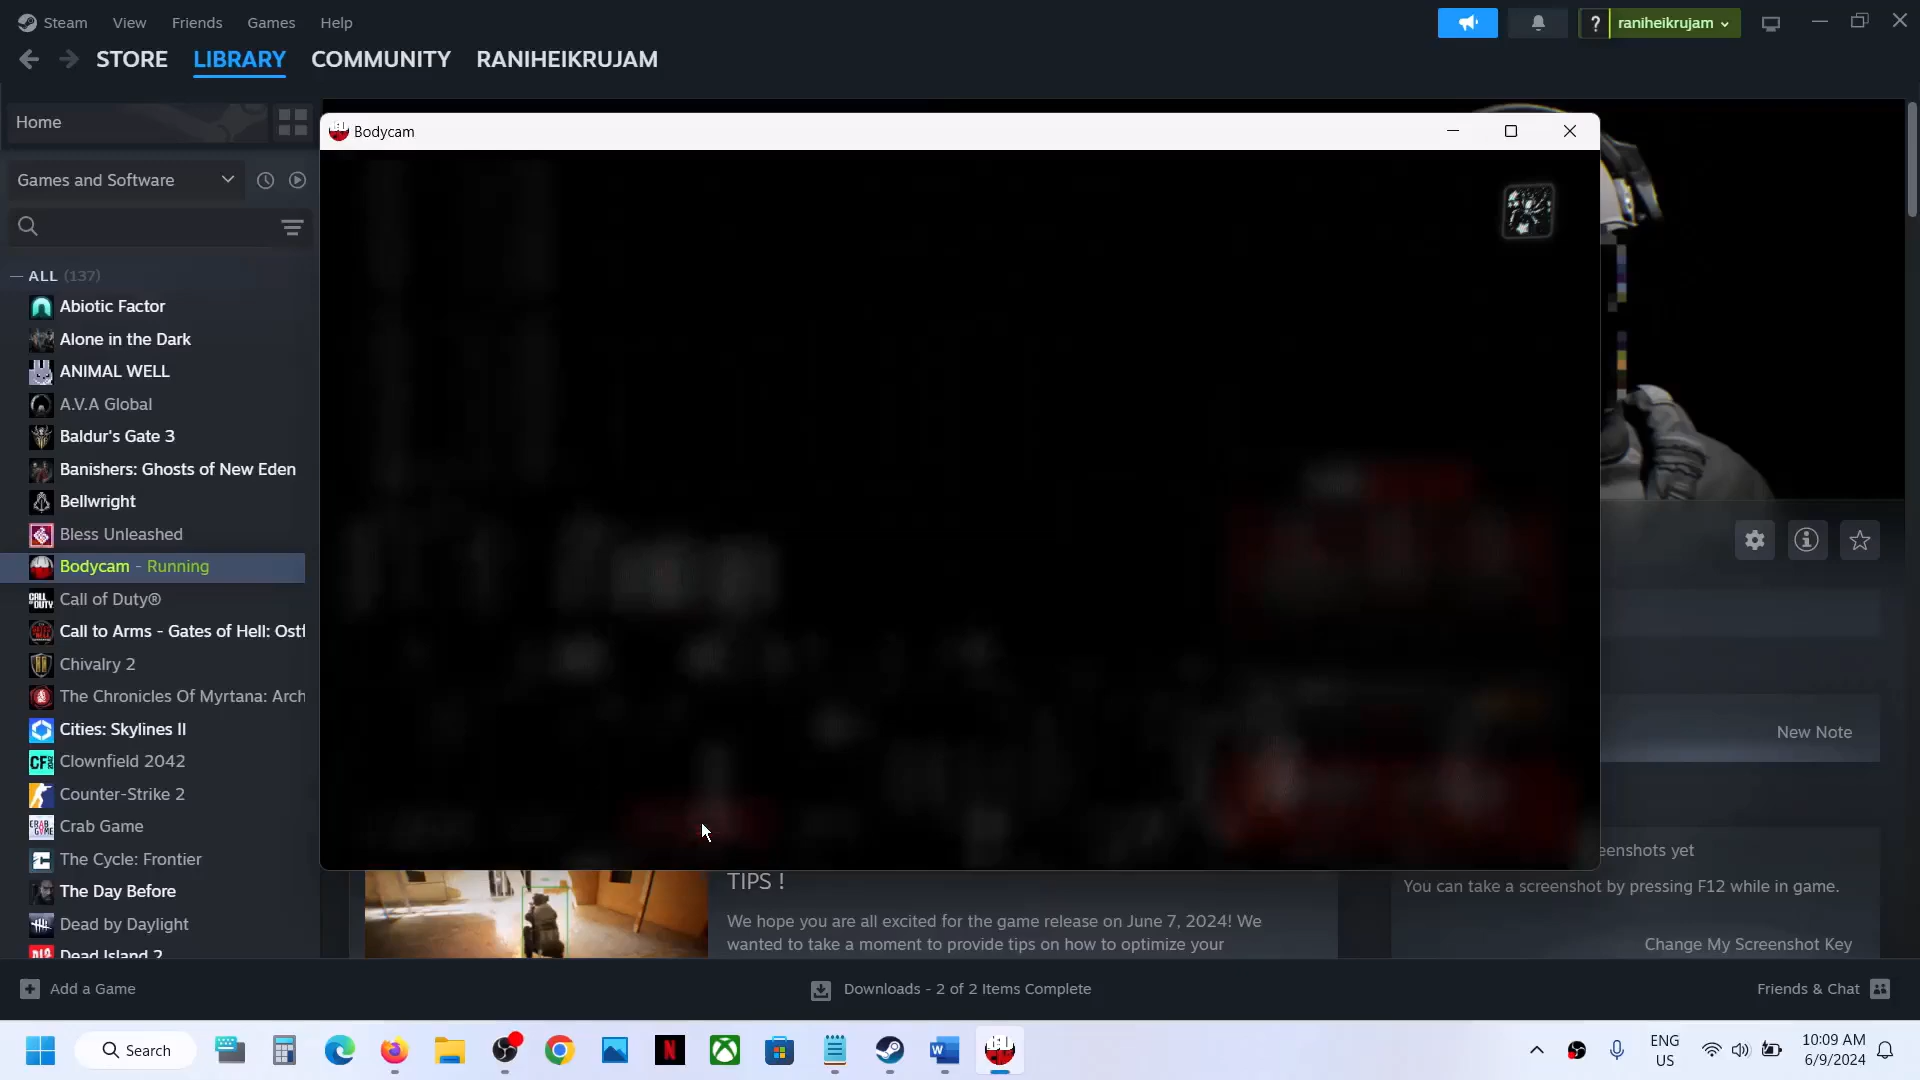 Steam View Friends Games Help
raniheikrujam
STORE LIBRARY COMMUNITY RANIHEIKRUJAM
Home
Games and Software
ALL (137)
Abiotic Factor
Alone in the Dark
ANIMAL WELL
A.V.A Global
Baldur's Gate 3
Banishers: Ghosts of New Eden
Bellwright
Bless Unleashed
Bodycam - Running
Call of Duty®
Call to Arms - Gates of Hell: Ostf
Chivalry 2
The Chronicles Of Myrtana: Arch
Cities: Skylines II
Clownfield 2042
Counter-Strike 2
Crab Game
The Cycle: Frontier
The Day Before
Dead by Daylight
Dead Island 2
Bodycam
New Note
TIPS !
We hope you are all excited for the game release on June 7, 2024! We
wanted to take a moment to provide tips on how to optimize your
eenshots yet
You can take a screenshot by pressing F12 while in game.
Change My Screenshot Key
Add a Game
Downloads - 2 of 2 Items Complete
Friends & Chat
Search
ENG
US
10:09 AM
6/9/2024